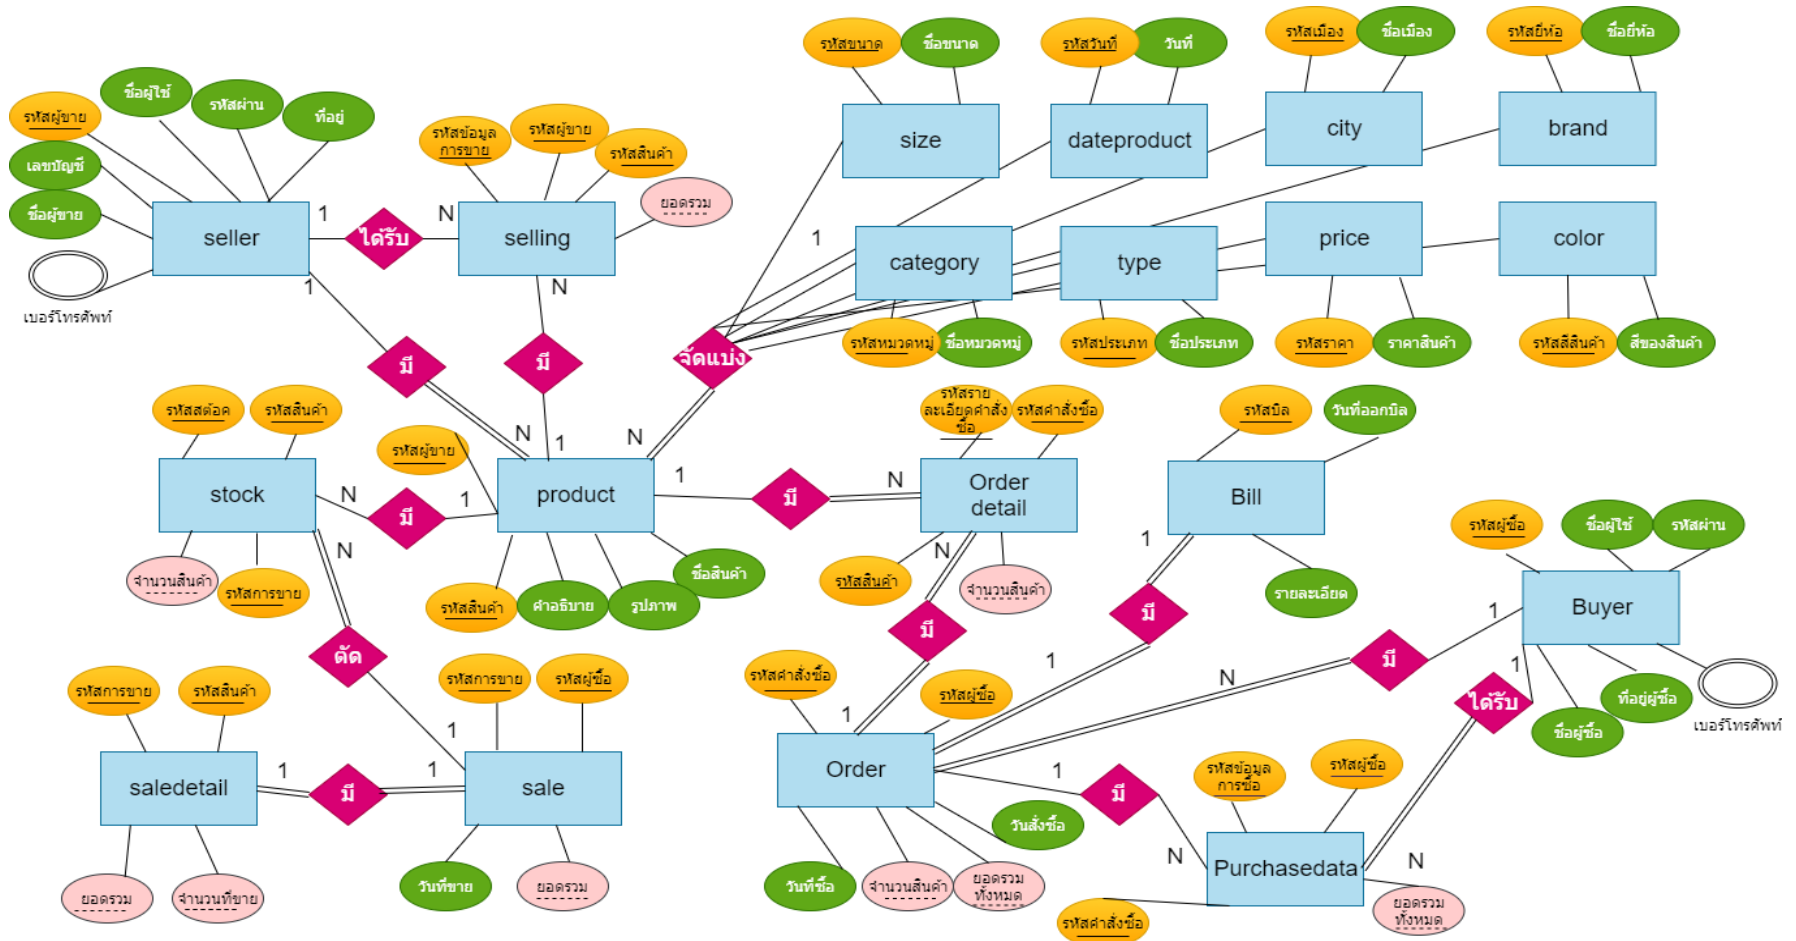 รหัสขนาด
ชื่อขนาด
รหัสวันที่
วันที่
รหัสเมือง
ชื่อเมือง
รหัสยี่ห้อ
ชื่อยี่ห้อ
size
dateproduct
city
brand
รหัสผู้ขาย
ชื่อผู้ใช้
รหัสผ่าน
ที่อยู่
เลขบัญชี
ชื่อผู้ขาย
เบอร์โทรศัพท์
seller
1
ได้รับ
N
รหัสข้อมูล
การขาย
รหัสผู้ขาย
รหัสสินค้า
ยอดรวม
selling
1
N
1
category
type
price
color
รหัสหมวดหมู่
ชื่อหมวดหมู่
รหัสประเภท
ชื่อประเภท
รหัสราคา
ราคาสินค้า
รหัสสีสินค้า
สีของสินค้า
มี
มี
จัดแบ่ง
N
1
N
รหัสสต้อค
รหัสสินค้า
รหัสผู้ขาย
stock
N
มี
1
product
1
มี
N
รหัสราย
ละเอียดคำสั่ง
ซื้อ
รหัสคำสั่งซื้อ
Order
detail
รหัสบิล
วันที่ออกบิล
Bill
จำนวนสินค้า
รหัสการขาย
N
รหัสสินค้า
คำอธิบาย
รูปภาพ
ชื่อสินค้า
รหัสสินค้า
N
จำนวนสินค้า
1
รายละเอียด
รหัสผู้ซื้อ
ชื่อผู้ใช้
รหัสผ่าน
Buyer
1
ตัด
มี
มี
มี
รหัสการขาย
รหัสสินค้า
รหัสการขาย
รหัสผู้ซื้อ
รหัสคำสั่งซื้อ
รหัสผู้ซื้อ
1
1
N
1
ได้รับ
ชื่อผู้ซื้อ
ที่อยู่ผู้ซื้อ
เบอร์โทรศัพท์
saledetail
1
มี
1
1
sale
Order
1
มี
N
รหัสข้อมูล
การซื้อ
รหัสผู้ซื้อ
Purchasedata
N
ยอดรวม
จำนวนที่ขาย
วันที่ขาย
ยอดรวม
วันที่ซื้อ
จำนวนสินค้า
ยอดรวม
ทั้งหมด
วันสั่งซื้อ
รหัสคำสั่งซื้อ
ยอดรวม
ทั้งหมด